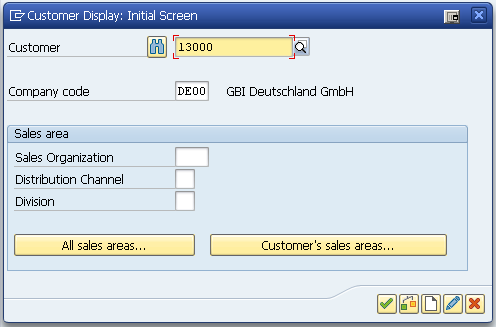 Customer Display: Initial Screen
Customer 13000
Company code DE00 GBI Deutschland GmbH
Sales area
Sales Organization
Distribution Channel
Division
All sales areas... Customer's sales areas...